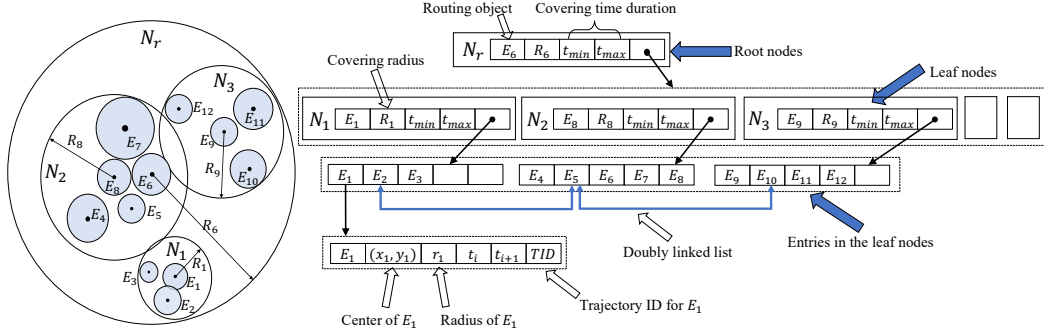 N_r
N_3
E_12
E_11
E_7
E_9
R_8
R_9
E_10
N_2
E_8
E_6
E_4
E_5
R_6
N_1
R_1
E_3
E_1
E_2
Routing object
Covering time duration
N_r E_6 R_6 t_min t_max
Root nodes
Covering radius
Leaf nodes
N_1 E_1 R_1 t_min t_max
N_2 E_8 R_8 t_min t_max
N_3 E_9 R_9 t_min t_max
E_1 E_2 E_3
E_4 E_5 E_6 E_7 E_8
E_9 E_10 E_11 E_12
Doubly linked list
Entries in the leaf nodes
E_1 (x_1, y_1) r_1 t_i t_{i+1} TID
Center of E_1
Radius of E_1
Trajectory ID for E_1